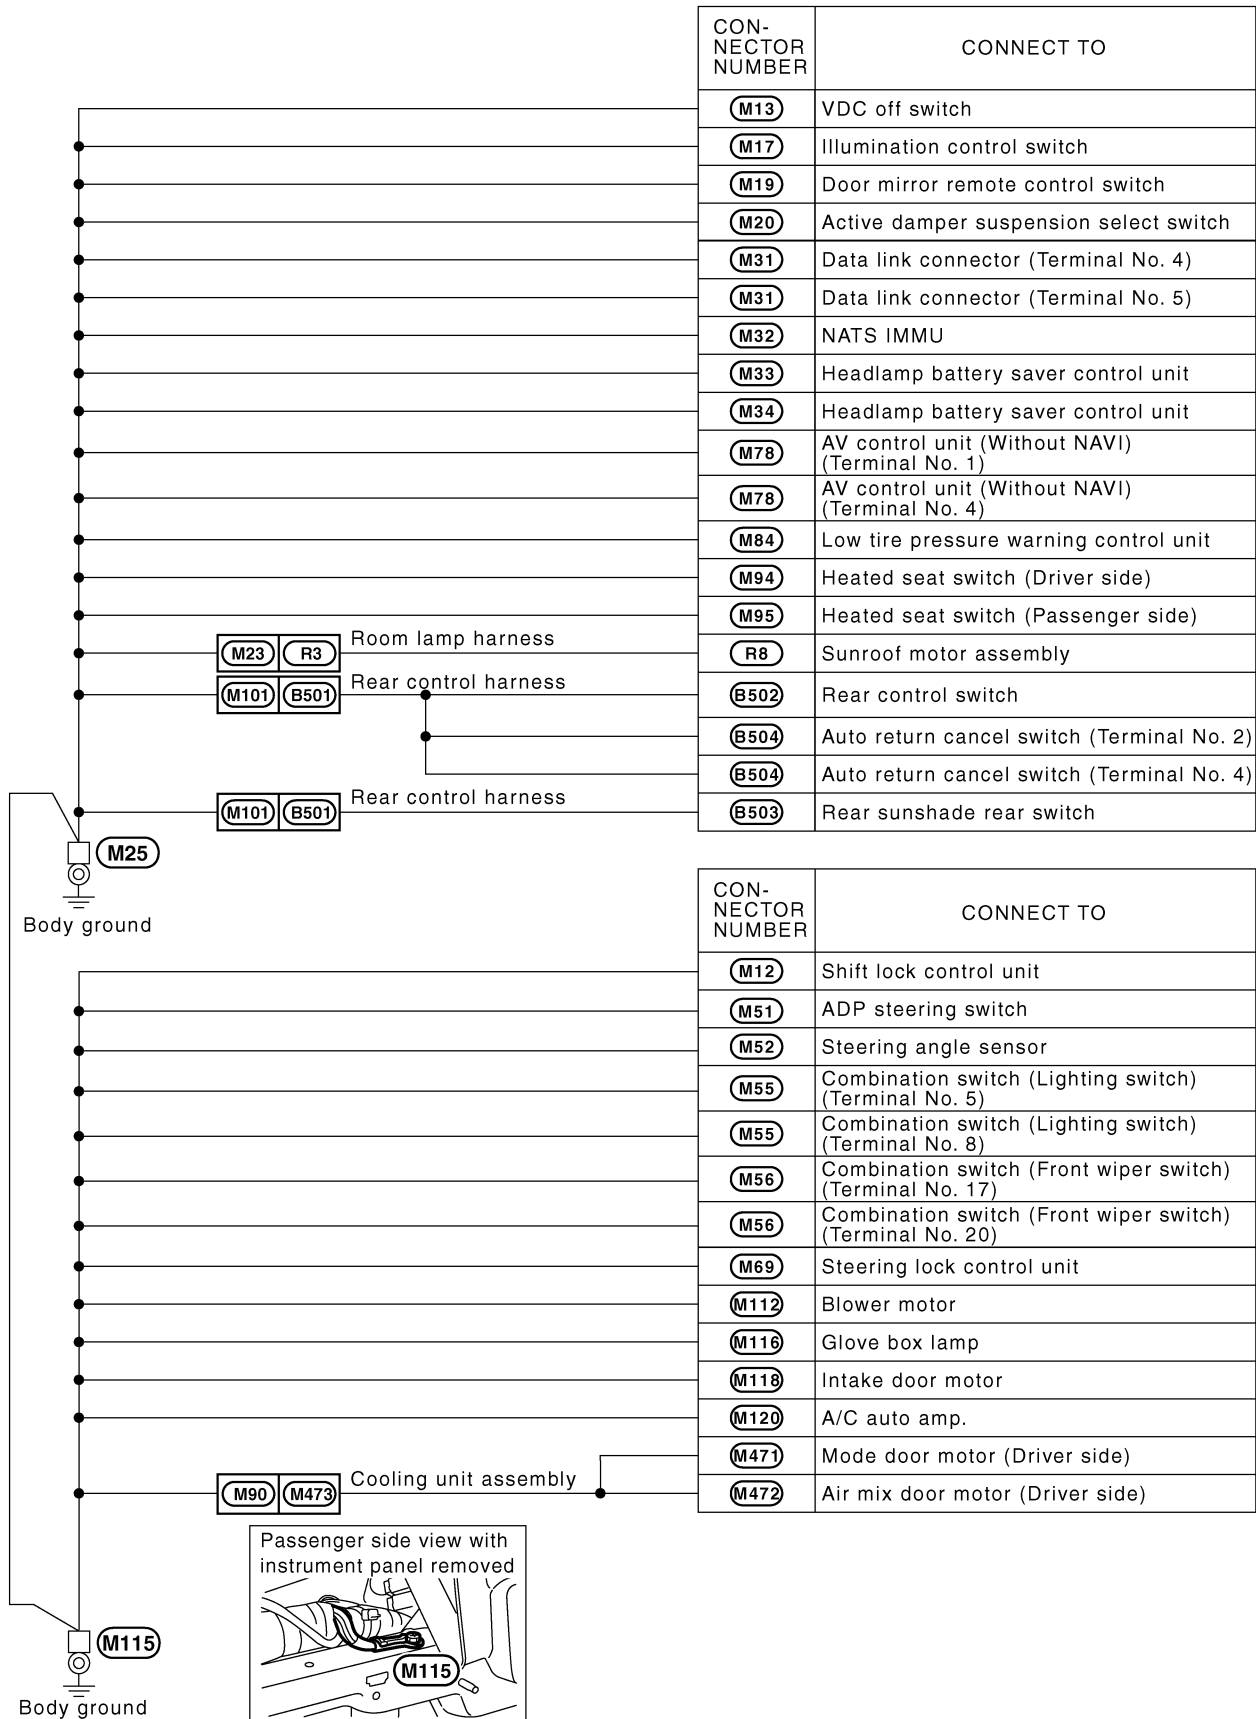 CON-
NECTOR
NUMBER
CONNECT TO
M13 VDC off switch
M17 Illumination control switch
M19 Door mirror remote control switch
M20 Active damper suspension select switch
M31 Data link connector (Terminal No. 4)
M31 Data link connector (Terminal No. 5)
M32 NATS IMMU
M33 Headlamp battery saver control unit
M34 Headlamp battery saver control unit
M78 AV control unit (Without NAVI)
(Terminal No. 1)
M78 AV control unit (Without NAVI)
(Terminal No. 4)
M84 Low tire pressure warning control unit
M94 Heated seat switch (Driver side)
M95 Heated seat switch (Passenger side)
Room lamp harness
M23 R3 R8 Sunroof motor assembly
Rear control harness
M101 B501 B502 Rear control switch
B504 Auto return cancel switch (Terminal No. 2)
B504 Auto return cancel switch (Terminal No. 4)
Rear control harness
M101 B501 B503 Rear sunshade rear switch
M25
Body ground
CON-
NECTOR
NUMBER
CONNECT TO
M12 Shift lock control unit
M51 ADP steering switch
M52 Steering angle sensor
M55 Combination switch (Lighting switch)
(Terminal No. 5)
M55 Combination switch (Lighting switch)
(Terminal No. 8)
M56 Combination switch (Front wiper switch)
(Terminal No. 17)
M56 Combination switch (Front wiper switch)
(Terminal No. 20)
M69 Steering lock control unit
M112 Blower motor
M116 Glove box lamp
M118 Intake door motor
M120 A/C auto amp.
M471 Mode door motor (Driver side)
Cooling unit assembly
M90 M473 M472 Air mix door motor (Driver side)
Passenger side view with
instrument panel removed
M115
M115
Body ground